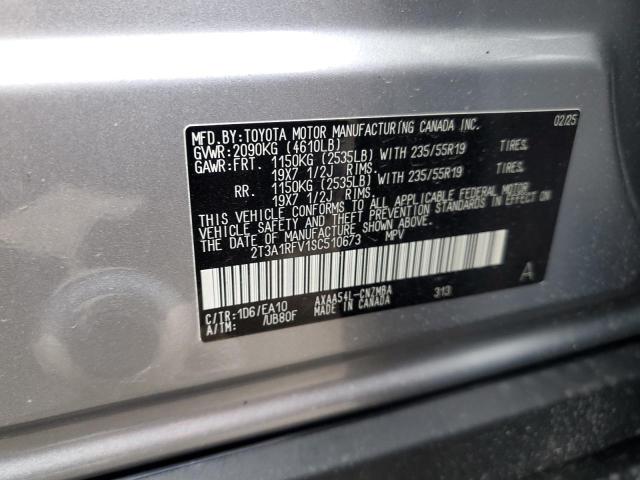 MFD. BY: TOYOTA MOTOR MANUFACTURING CANADA INC. 02/25
GVWR: 2090KG (4610LB)
GAWR: FRT. 1150KG (2535LB) WITH 235/55R19 TIRES.
19X7 1/2J RIMS.
RR. 1150KG (2535LB) WITH 235/55R19 TIRES.
19X7 1/2J RIMS.
THIS VEHICLE CONFORMS TO ALL APPLICABLE FEDERAL MOTOR
VEHICLE SAFETY AND THEFT PREVENTION STANDARDS IN EFFECT ON
THE DATE OF MANUFACTURE SHOWN ABOVE.
2T3A1RFV1SC510673 MPV
A
C/TR: 1D6/EA10 AXAA54L-CNZMBA 313
A/TM: /UB80F MADE IN CANADA